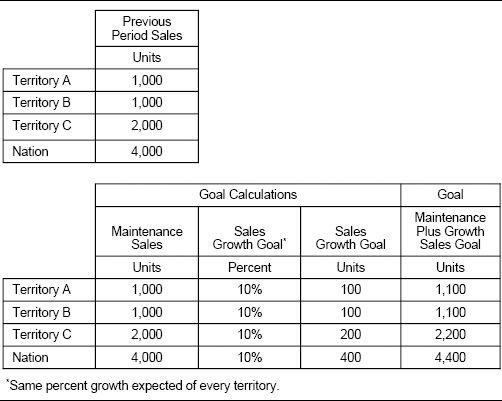 Previous
Period Sales
Units
Territory A 1,000
Territory B 1,000
Territory C 2,000
Nation 4,000
Goal Calculations Goal
Maintenance Sales Sales Growth Goal* Sales Growth Goal Maintenance Plus Growth Sales Goal
Units Percent Units Units
Territory A 1,000 10% 100 1,100
Territory B 1,000 10% 100 1,100
Territory C 2,000 10% 200 2,200
Nation 4,000 10% 400 4,400
*Same percent growth expected of every territory.